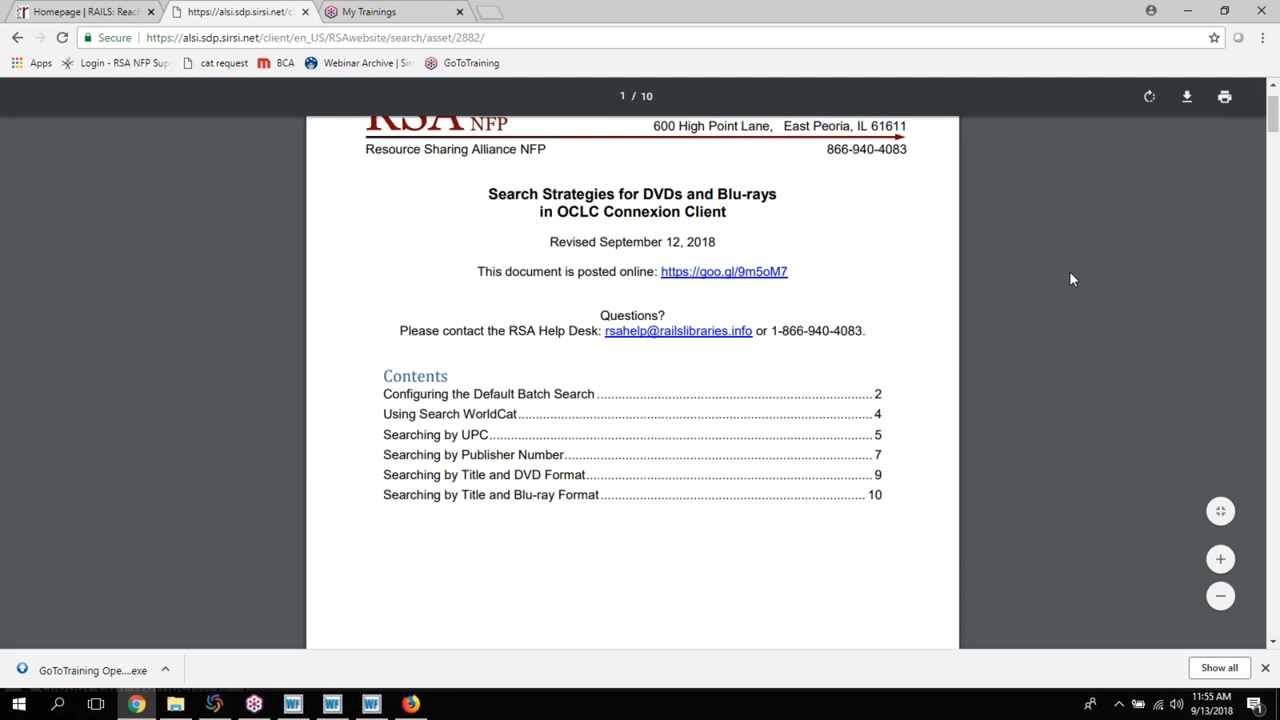 Homepage | RAILS: Reac
https://alsi.sdp.sirsi.net/c
My Trainings
Secure
https://alsi.sdp.sirsi.net/client/en_US/RSAwebsite/search/asset/2882/
Apps
Login - RSA NFP Sup
cat request
BCA
Webinar Archive | Sir
GoToTraining
1 / 10
RSA NFP
600 High Point Lane, East Peoria, IL 61611
Resource Sharing Alliance NFP
866-940-4083
Search Strategies for DVDs and Blu-rays
in OCLC Connexion Client
Revised September 12, 2018
This document is posted online: https://goo.gl/9m5oM7
Questions?
Please contact the RSA Help Desk: rsahelp@railslibraries.info or 1-866-940-4083.
Contents
Configuring the Default Batch Search 2
Using Search WorldCat 4
Searching by UPC 5
Searching by Publisher Number 7
Searching by Title and DVD Format 9
Searching by Title and Blu-ray Format 10
GoToTraining Ope....exe
Show all
11:55 AM
9/13/2018